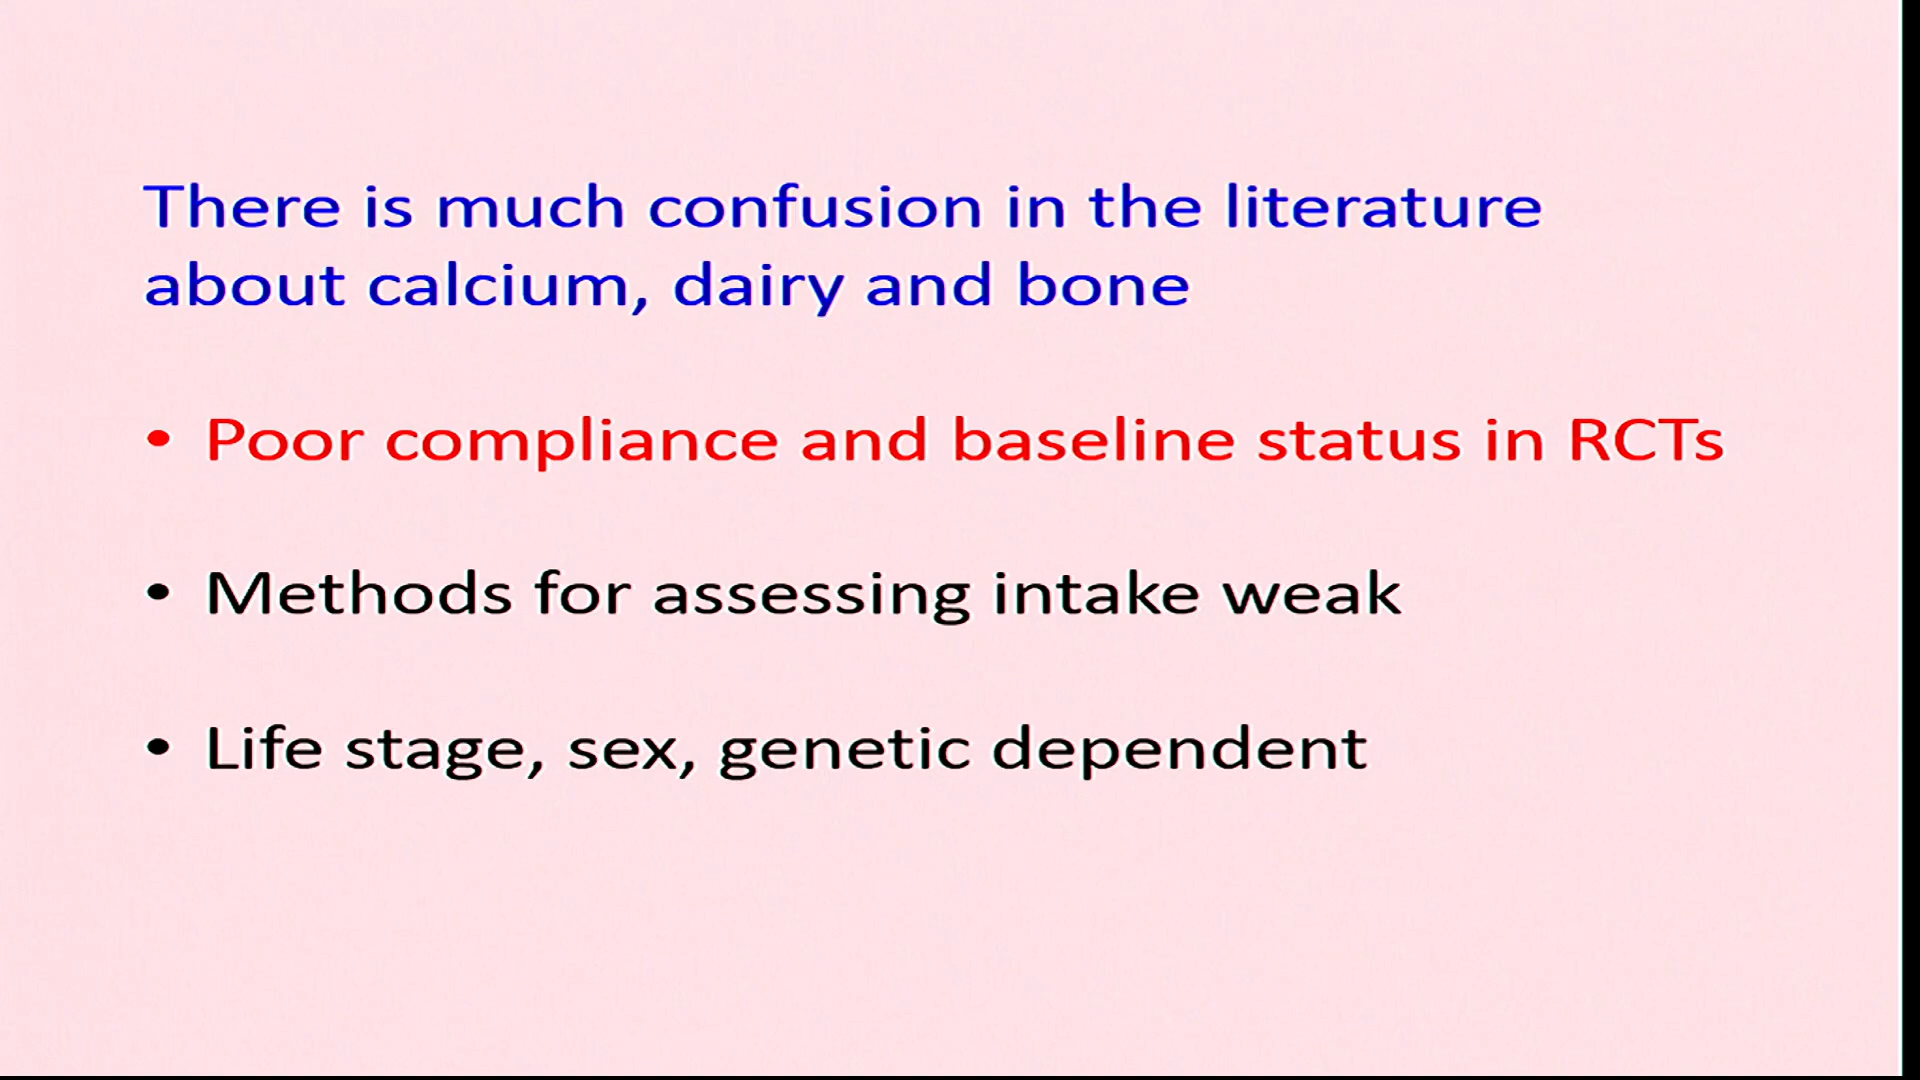 There is much confusion in the literature
about calcium, dairy and bone
• Poor compliance and baseline status in RCTs
• Methods for assessing intake weak
• Life stage, sex, genetic dependent